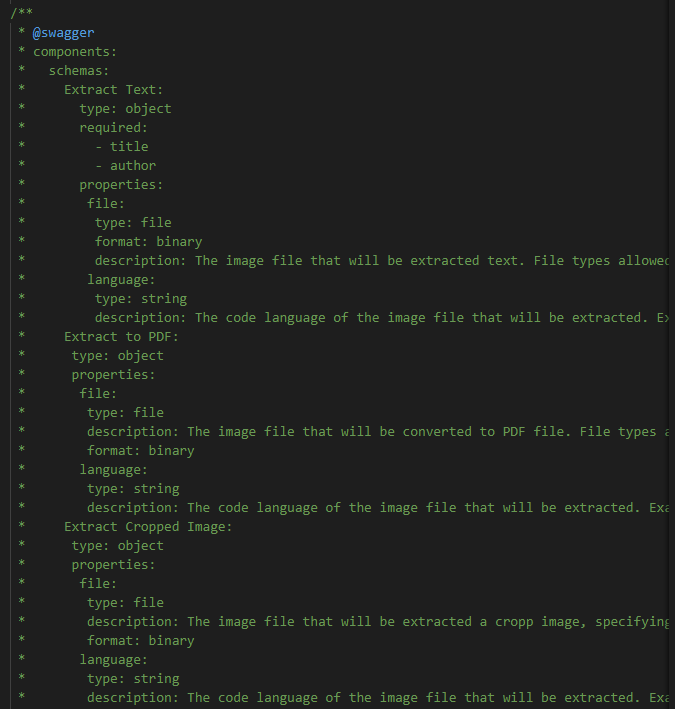 /**
 * @swagger
 * components:
 *   schemas:
 *     Extract Text:
 *       type: object
 *       required:
 *         - title
 *         - author
 *       properties:
 *        file:
 *         type: file
 *         format: binary
 *         description: The image file that will be extracted text. File types allowed
 *        language:
 *         type: string
 *         description: The code language of the image file that will be extracted. Ex
 *     Extract to PDF:
 *      type: object
 *      properties:
 *       file:
 *        type: file
 *        description: The image file that will be converted to PDF file. File types a
 *        format: binary
 *       language:
 *        type: string
 *        description: The code language of the image file that will be extracted. Exa
 *     Extract Cropped Image:
 *      type: object
 *      properties:
 *       file:
 *        type: file
 *        description: The image file that will be extracted a cropp image, specifying
 *        format: binary
 *       language:
 *        type: string
 *        description: The code language of the image file that will be extracted. Exa